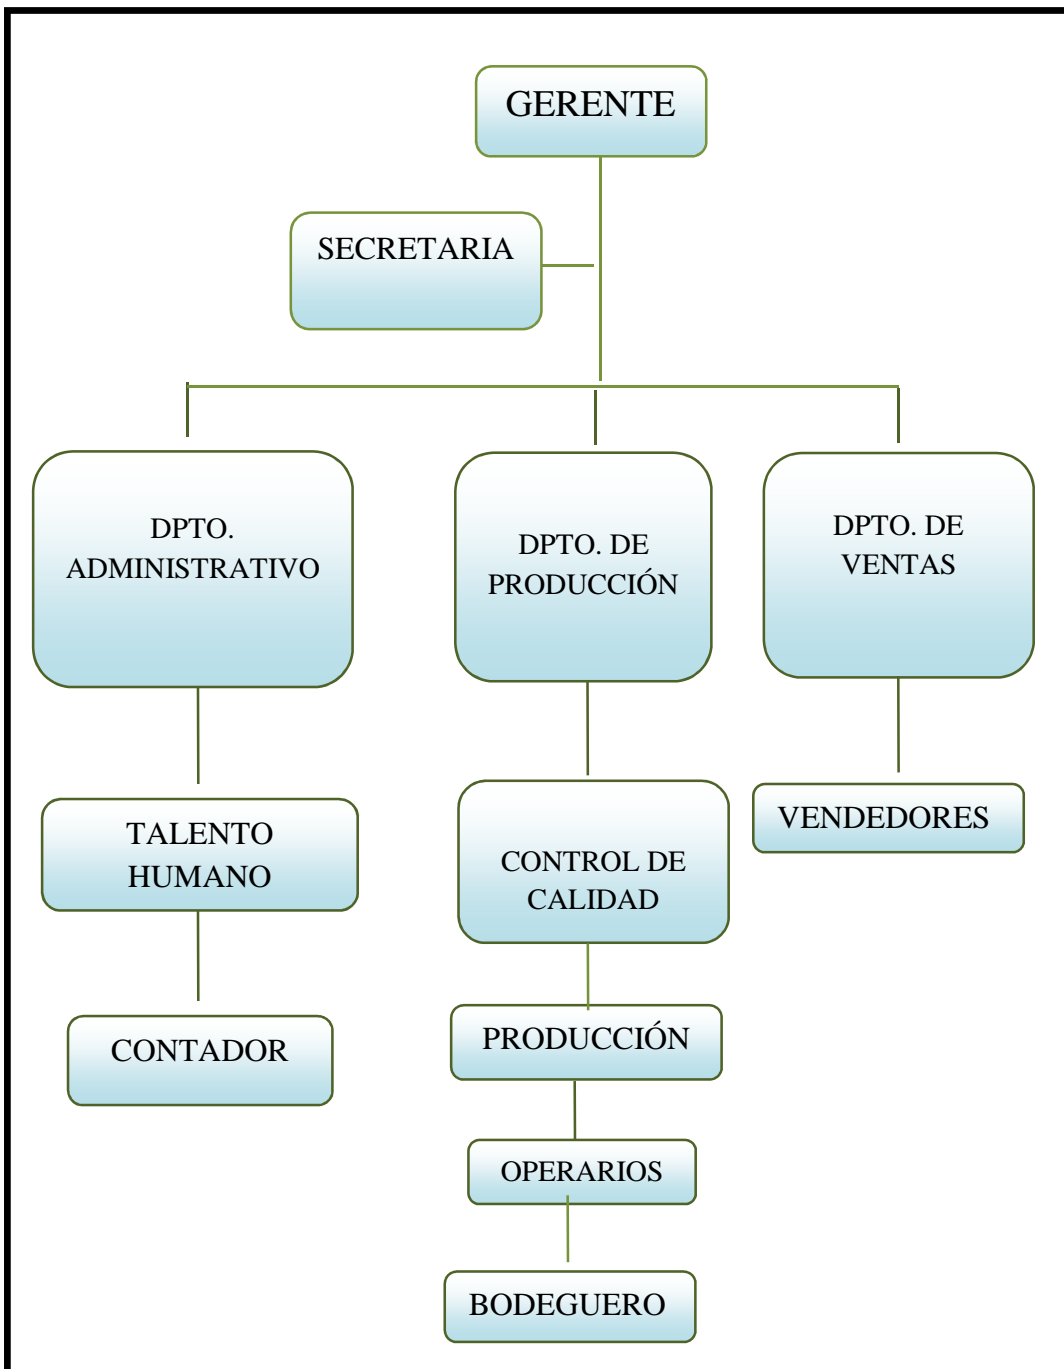 GERENTE
SECRETARIA
DPTO.
ADMINISTRATIVO
DPTO. DE
PRODUCCIÓN
DPTO. DE
VENTAS
TALENTO
HUMANO
CONTROL DE
CALIDAD
VENDEDORES
CONTADOR
PRODUCCIÓN
OPERARIOS
BODEGUERO